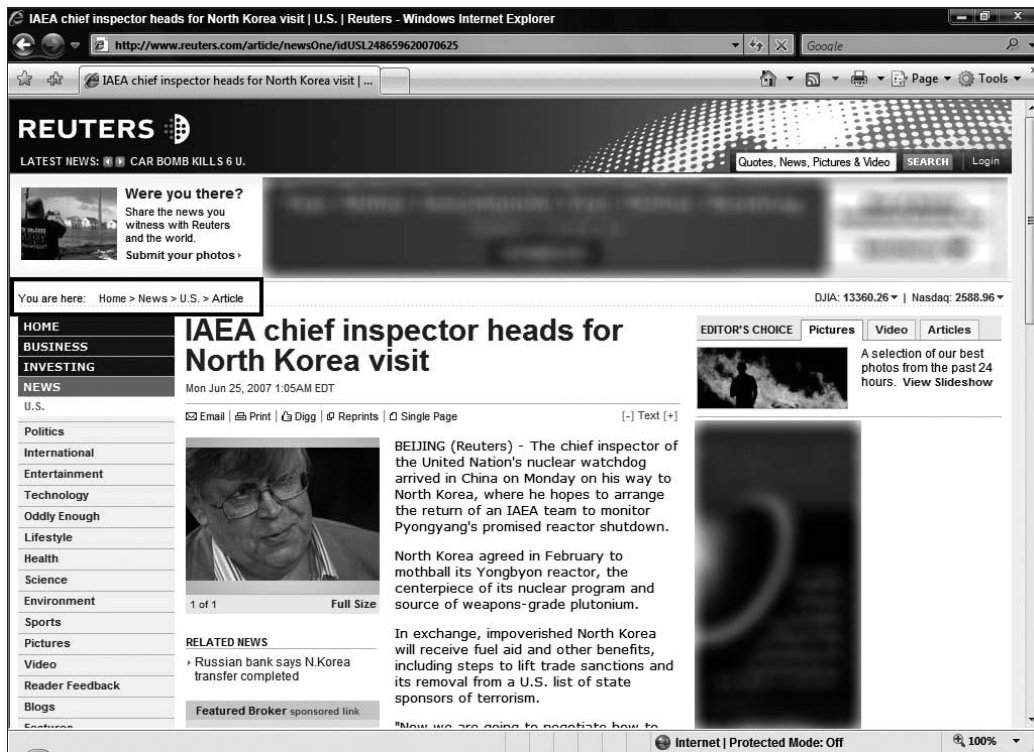 IAEA chief inspector heads for North Korea visit | U.S. | Reuters - Windows Internet Explorer
http://www.reuters.com/article/newsOne/idUSL248659620070625
Google
IAEA chief inspector heads for North Korea visit | ...
Page
Tools
REUTERS
LATEST NEWS: CAR BOMB KILLS 6 U.
Quotes, News, Pictures & Video SEARCH Login
Were you there?
Share the news you
witness with Reuters
and the world.
Submit your photos ›
You are here: Home > News > U.S. > Article
DJIA: 13360.26 | Nasdaq: 2588.96
HOME
BUSINESS
INVESTING
NEWS
U.S.
Politics
International
Entertainment
Technology
Oddly Enough
Lifestyle
Health
Science
Environment
Sports
Pictures
Video
Reader Feedback
Blogs
Features
IAEA chief inspector heads for
North Korea visit
Mon Jun 25, 2007 1:05AM EDT
Email | Print | Digg | Reprints | Single Page [-] Text [+]
1 of 1 Full Size
RELATED NEWS
› Russian bank says N.Korea
transfer completed
Featured Broker sponsored link
BEIJING (Reuters) - The chief inspector of
the United Nation's nuclear watchdog
arrived in China on Monday on his way to
North Korea, where he hopes to arrange
the return of an IAEA team to monitor
Pyongyang's promised reactor shutdown.
North Korea agreed in February to
mothball its Yongbyon reactor, the
centerpiece of its nuclear program and
source of weapons-grade plutonium.
In exchange, impoverished North Korea
will receive fuel aid and other benefits,
including steps to lift trade sanctions and
its removal from a U.S. list of state
sponsors of terrorism.
"Now we are going to negotiate how to
EDITOR'S CHOICE Pictures Video Articles
A selection of our best
photos from the past 24
hours. View Slideshow
Internet | Protected Mode: Off
100%